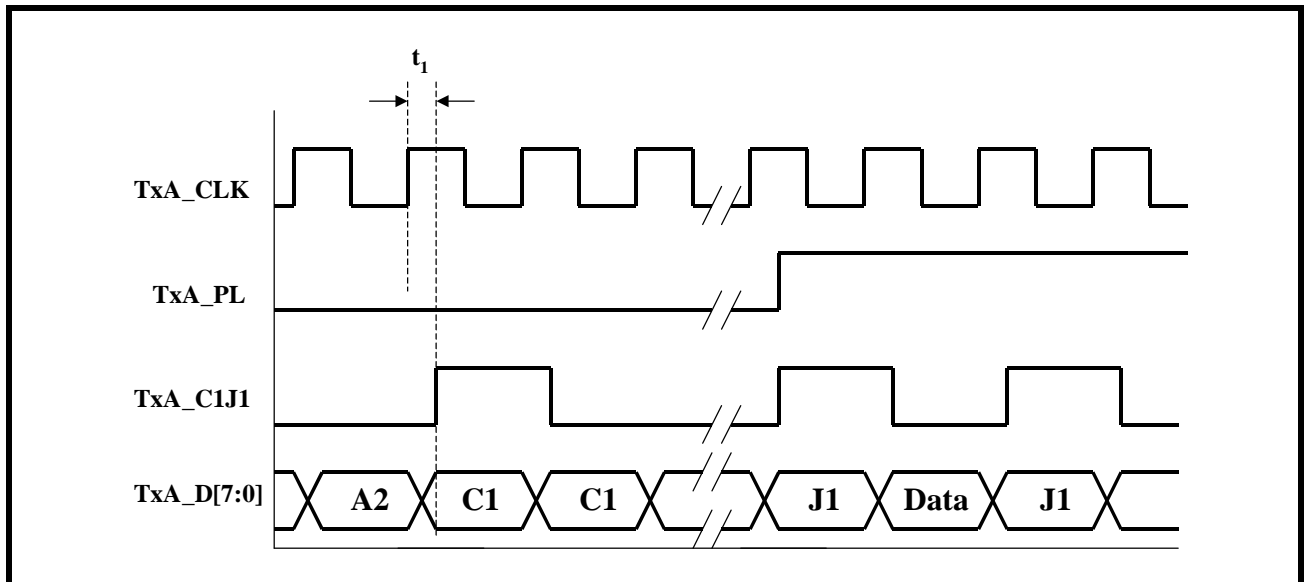 t1
TxA_CLK
TxA_PL
TxA_C1J1
TxA_D[7:0]
A2 C1 C1 J1 Data J1